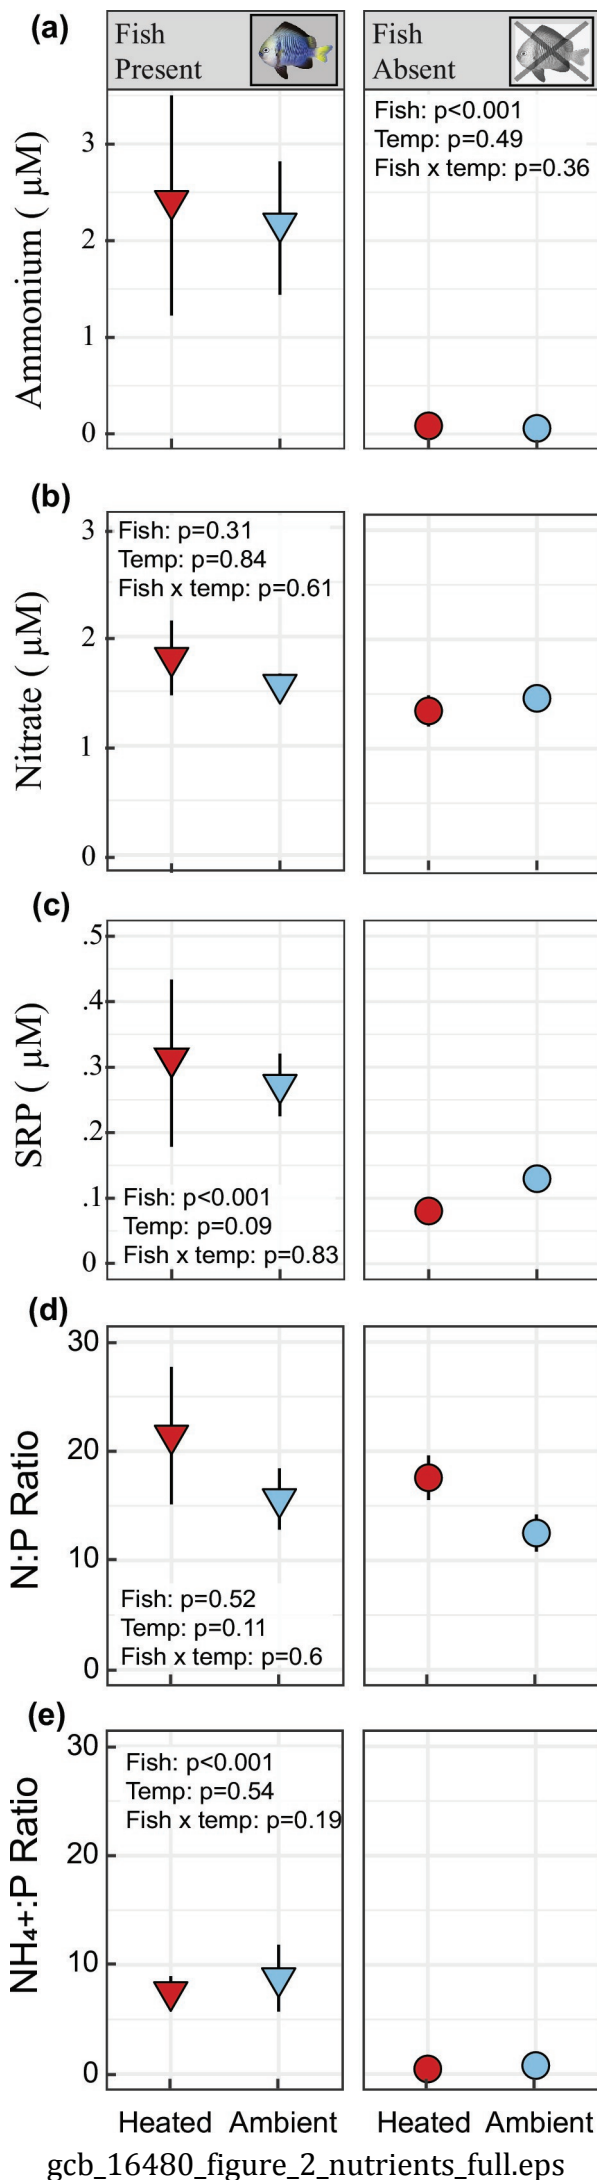 (a)
Fish
Present
Fish
Absent
Ammonium ( µM)
3
2
1
0
Fish: p<0.001
Temp: p=0.49
Fish x temp: p=0.36
(b)
Nitrate ( µM)
3
2
1
0
Fish: p=0.31
Temp: p=0.84
Fish x temp: p=0.61
(c)
SRP ( µM)
.5
.4
.3
.2
.1
0
Fish: p<0.001
Temp: p=0.09
Fish x temp: p=0.83
(d)
N:P Ratio
30
20
10
0
Fish: p=0.52
Temp: p=0.11
Fish x temp: p=0.6
(e)
NH₄+:P Ratio
30
20
10
0
Fish: p<0.001
Temp: p=0.54
Fish x temp: p=0.19
Heated Ambient Heated Ambient
gcb_16480_figure_2_nutrients_full.eps